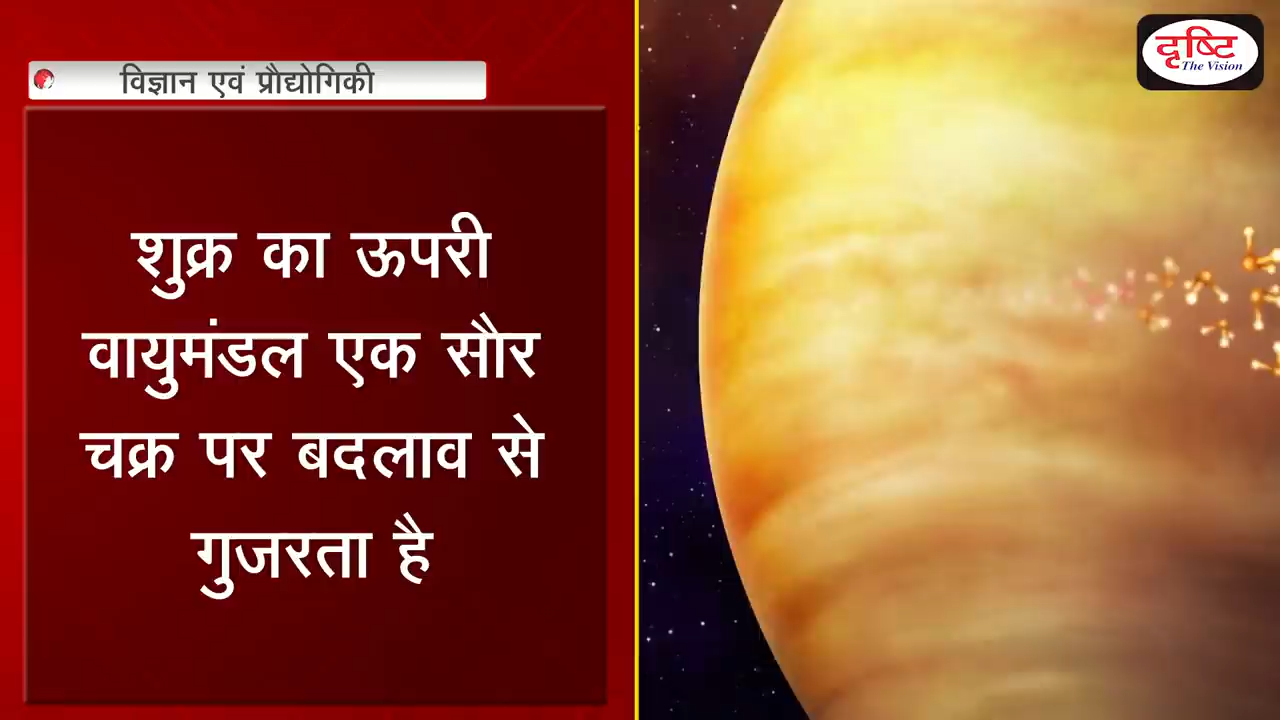 विज्ञान एवं प्रौद्योगिकी
शुक्र का ऊपरी
वायुमंडल एक सौर
चक्र पर बदलाव से
गुजरता है
दृष्टि
The Vision